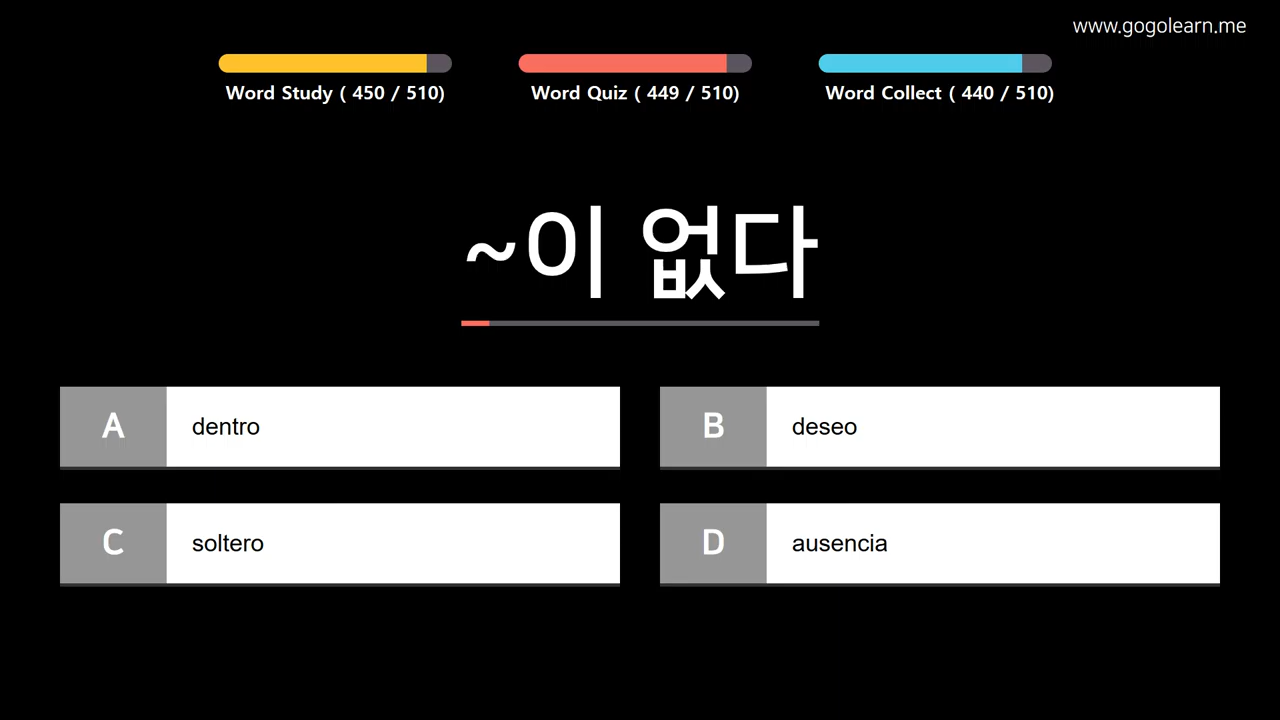 www.gogolearn.me
Word Study ( 450 / 510)
Word Quiz ( 449 / 510)
Word Collect ( 440 / 510)
~이 없다
A dentro
B deseo
C soltero
D ausencia